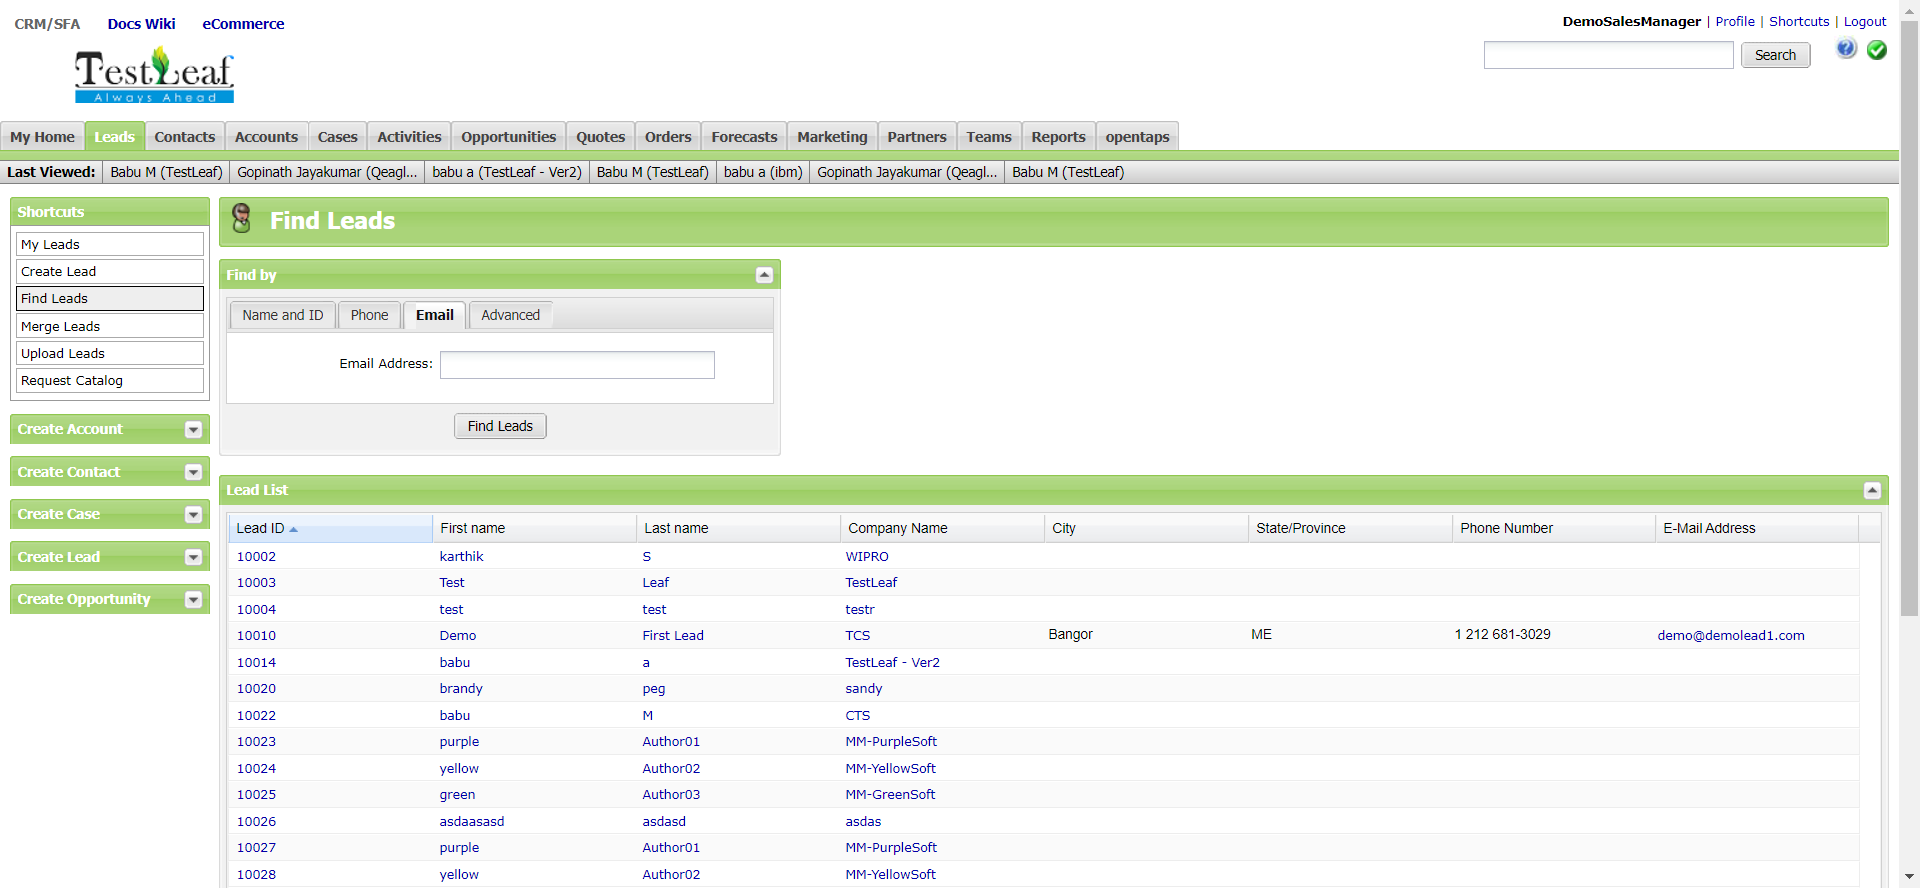 CRM/SFA Docs Wiki eCommerce
DemoSalesManager | Profile | Shortcuts | Logout
Search
TestLeaf
Always Ahead
My Home Leads Contacts Accounts Cases Activities Opportunities Quotes Orders Forecasts Marketing Partners Teams Reports opentaps
Last Viewed: Babu M (TestLeaf) Gopinath Jayakumar (Qeagl... babu a (TestLeaf - Ver2) Babu M (TestLeaf) babu a (ibm) Gopinath Jayakumar (Qeagl... Babu M (TestLeaf)
Shortcuts
My Leads
Create Lead
Find Leads
Merge Leads
Upload Leads
Request Catalog
Create Account
Create Contact
Create Case
Create Lead
Create Opportunity
Find Leads
Find by
Name and ID Phone Email Advanced
Email Address:
Find Leads
Lead List
Lead ID First name Last name Company Name City State/Province Phone Number E-Mail Address
10002 karthik S WIPRO
10003 Test Leaf TestLeaf
10004 test test testr
10010 Demo First Lead TCS Bangor ME 1 212 681-3029 demo@demolead1.com
10014 babu a TestLeaf - Ver2
10020 brandy peg sandy
10022 babu M CTS
10023 purple Author01 MM-PurpleSoft
10024 yellow Author02 MM-YellowSoft
10025 green Author03 MM-GreenSoft
10026 asdaasasd asdasd asdas
10027 purple Author01 MM-PurpleSoft
10028 yellow Author02 MM-YellowSoft